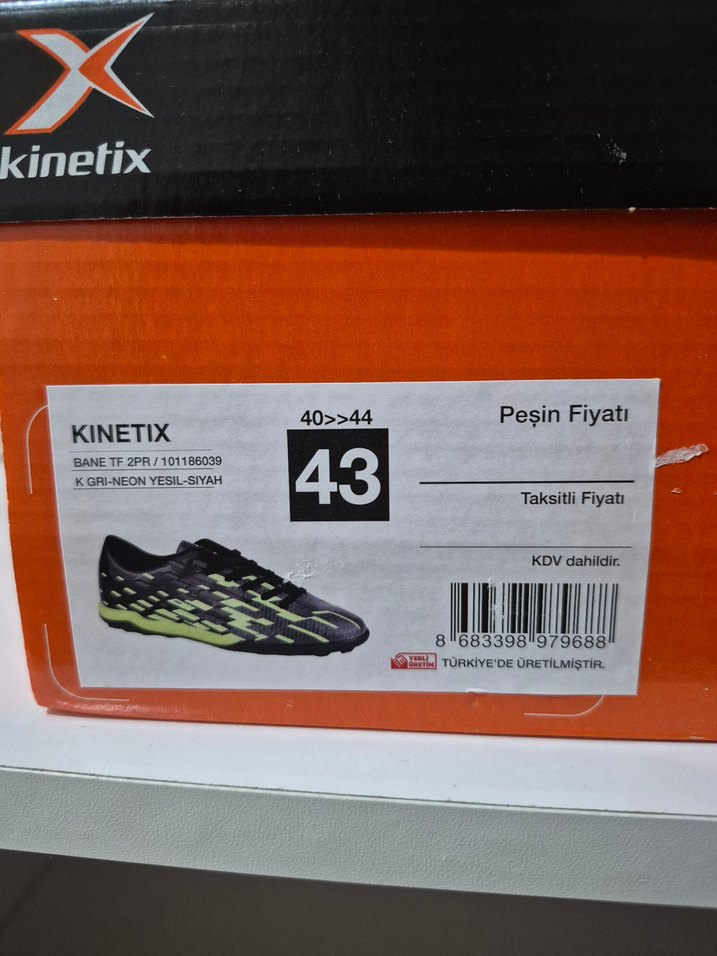 kinetix
KINETIX
BANE TF 2PR / 101186039
K GRI-NEON YESIL-SIYAH
40>>44
43
Peşin Fiyatı
Taksitli Fiyatı
KDV dahildir.
8 683398 979688
YERLİ
ÜRETİM
TÜRKİYE'DE ÜRETİLMİŞTİR.